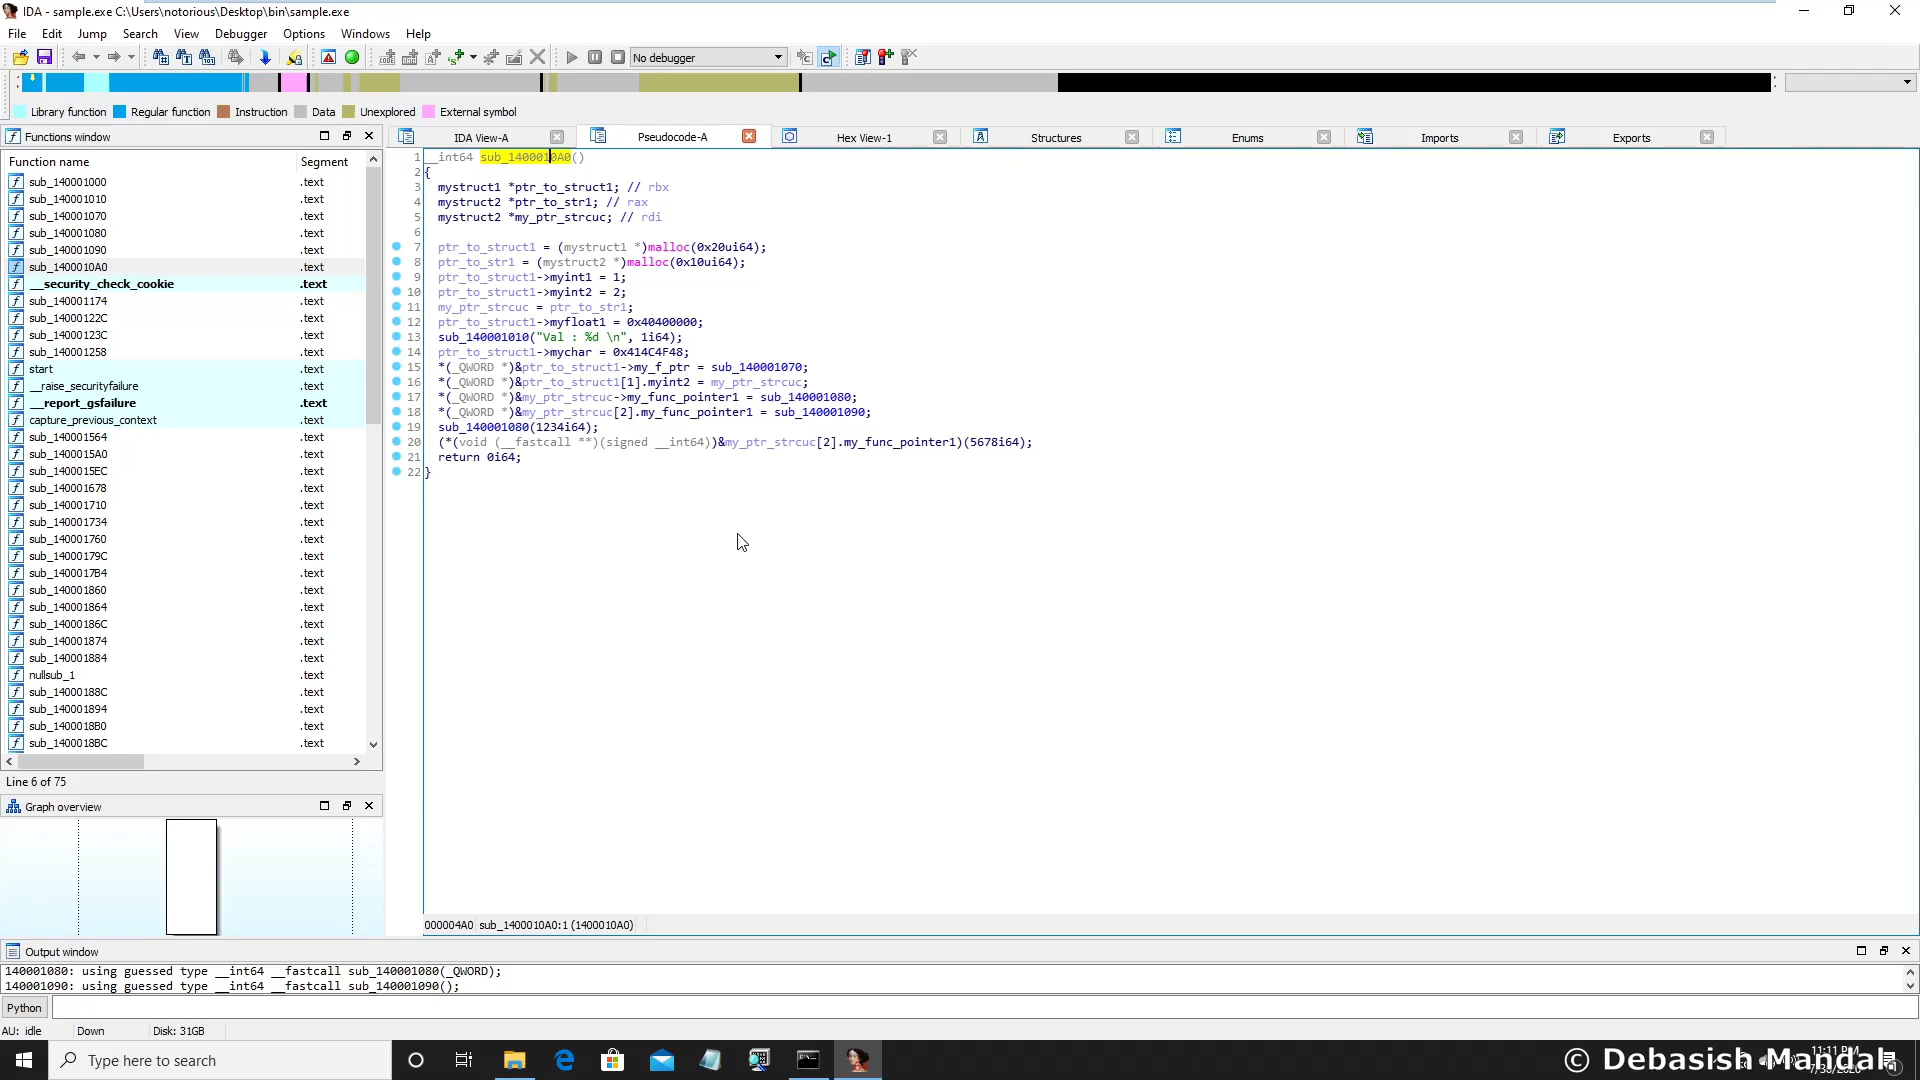 IDA - sample.exe C:\Users\notorious\Desktop\bin\sample.exe
File Edit Jump Search View Debugger Options Windows Help
No debugger
Library function Regular function Instruction Data Unexplored External symbol
Functions window
Function name Segment
sub_140001000 .text
sub_140001010 .text
sub_140001070 .text
sub_140001080 .text
sub_140001090 .text
sub_1400010A0 .text
__security_check_cookie .text
sub_140001174 .text
sub_14000122C .text
sub_14000123C .text
sub_140001258 .text
start .text
__raise_securityfailure .text
__report_gsfailure .text
capture_previous_context .text
sub_140001564 .text
sub_1400015A0 .text
sub_1400015EC .text
sub_140001678 .text
sub_140001710 .text
sub_140001734 .text
sub_140001760 .text
sub_14000179C .text
sub_1400017B4 .text
sub_140001860 .text
sub_140001864 .text
sub_14000186C .text
sub_140001874 .text
sub_140001884 .text
nullsub_1 .text
sub_14000188C .text
sub_140001894 .text
sub_1400018B0 .text
sub_1400018BC .text
Line 6 of 75
Graph overview
IDA View-A Pseudocode-A Hex View-1 Structures Enums Imports Exports
1 __int64 sub_1400010A0()
2 {
3 mystruct1 *ptr_to_struct1; // rbx
4 mystruct2 *ptr_to_str1; // rax
5 mystruct2 *my_ptr_strcuc; // rdi
6
7 ptr_to_struct1 = (mystruct1 *)malloc(0x20ui64);
8 ptr_to_str1 = (mystruct2 *)malloc(0x10ui64);
9 ptr_to_struct1->myint1 = 1;
10 ptr_to_struct1->myint2 = 2;
11 my_ptr_strcuc = ptr_to_str1;
12 ptr_to_struct1->myfloat1 = 0x40400000;
13 sub_140001010("Val : %d \n", 1i64);
14 ptr_to_struct1->mychar = 0x414C4F48;
15 *(_QWORD *)&ptr_to_struct1->my_f_ptr = sub_140001070;
16 *(_QWORD *)&ptr_to_struct1[1].myint2 = my_ptr_strcuc;
17 *(_QWORD *)&my_ptr_strcuc->my_func_pointer1 = sub_140001080;
18 *(_QWORD *)&my_ptr_strcuc[2].my_func_pointer1 = sub_140001090;
19 sub_140001080(1234i64);
20 (*(void (__fastcall **)(signed __int64))&my_ptr_strcuc[2].my_func_pointer1)(5678i64);
21 return 0i64;
22 }
000004A0 sub_1400010A0:1 (1400010A0)
Output window
140001080: using guessed type __int64 __fastcall sub_140001080(_QWORD);
140001090: using guessed type __int64 __fastcall sub_140001090();
Python
AU: idle Down Disk: 31GB
Type here to search
11:11 PM
© Debasish Mandal